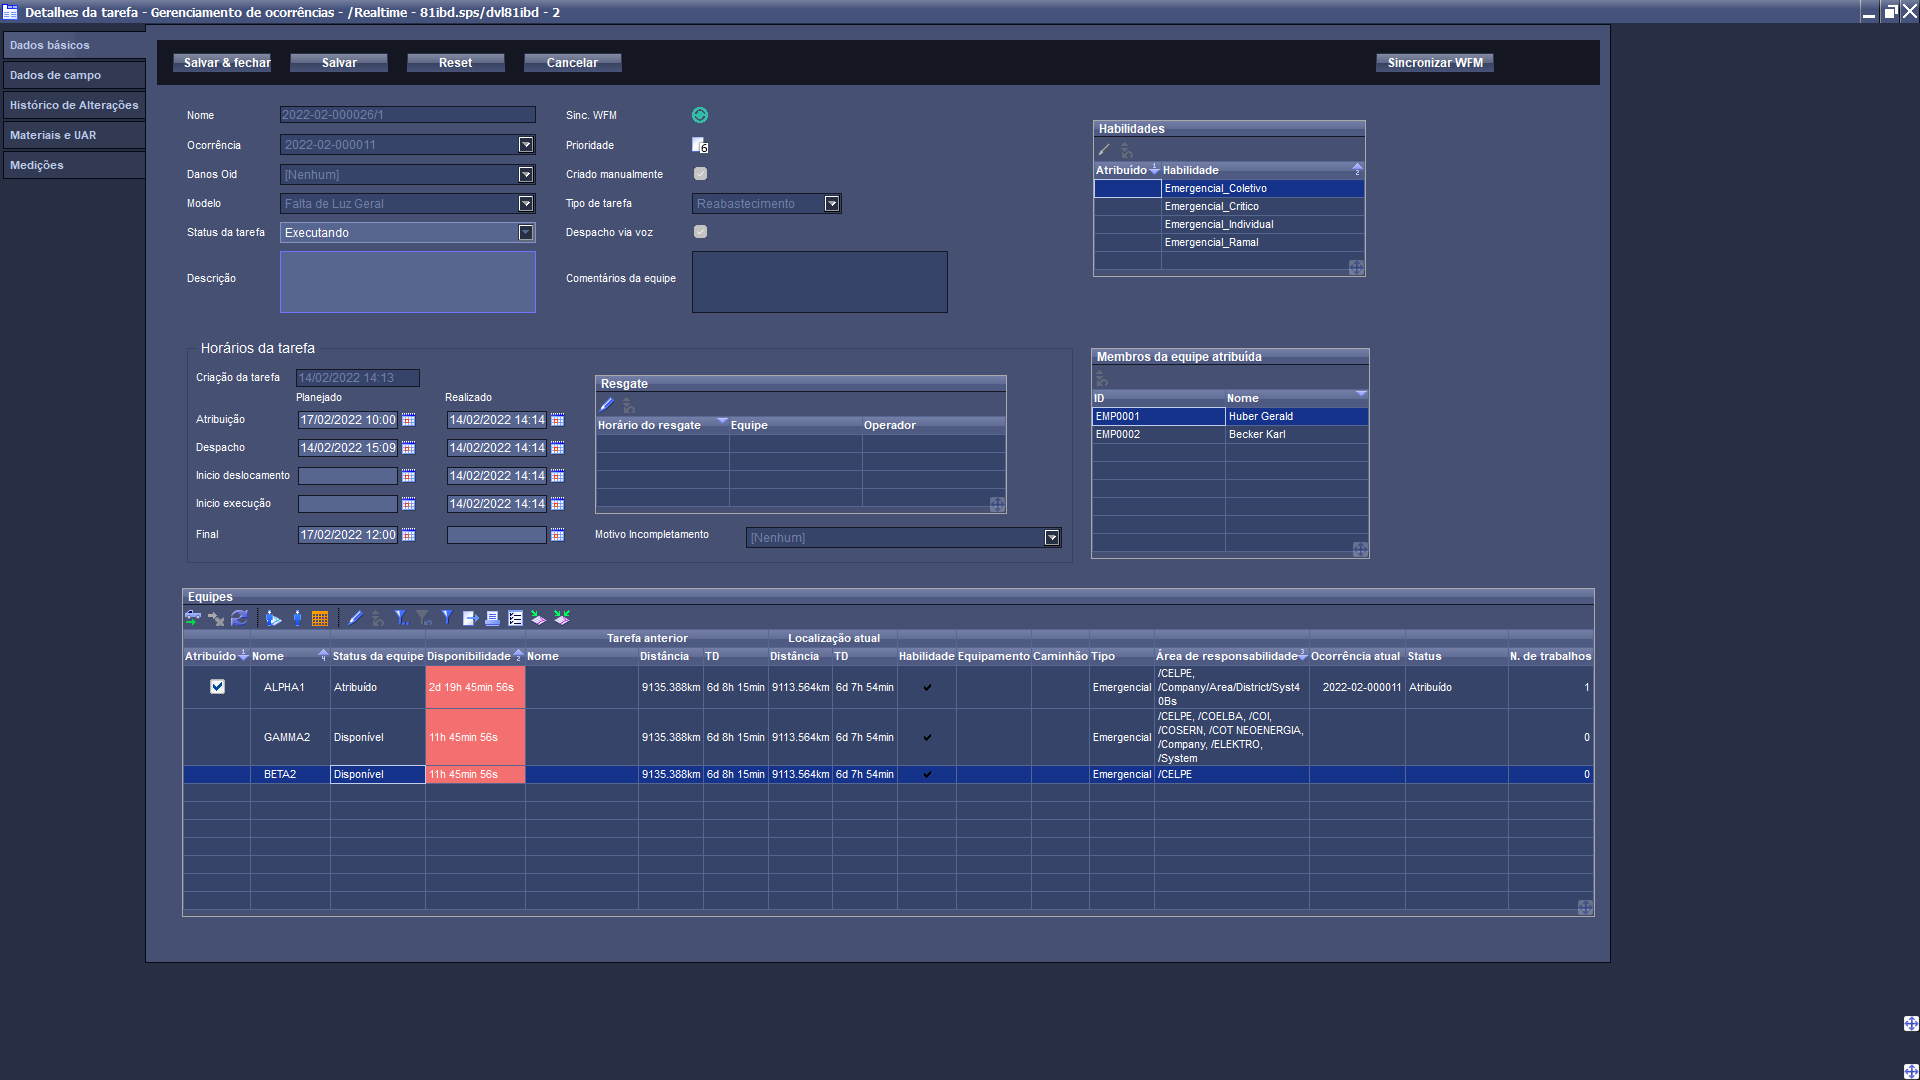 Detalhes da tarefa - Gerenciamento de ocorrências - /Realtime - 81ibd.sps/dvl81ibd - 2
Dados básicos
Dados de campo
Histórico de Alterações
Materiais e UAR
Medições
Salvar & fechar
Salvar
Reset
Cancelar
Sincronizar WFM
Nome
2022-02-000026/1
Sinc. WFM
Ocorrência
2022-02-000011
Prioridade
6
Danos Oid
[Nenhum]
Criado manualmente
Modelo
Falta de Luz Geral
Tipo de tarefa
Reabastecimento
Status da tarefa
Executando
Despacho via voz
Descrição
Comentários da equipe
Habilidades
Atribuído 1 Habilidade 2
Emergencial_Coletivo
Emergencial_Critico
Emergencial_Individual
Emergencial_Ramal
Horários da tarefa
Criação da tarefa
14/02/2022 14:13
Planejado
Realizado
Atribuição
17/02/2022 10:00
14/02/2022 14:14
Despacho
14/02/2022 15:09
14/02/2022 14:14
Inicio deslocamento
14/02/2022 14:14
Inicio execução
14/02/2022 14:14
Final
17/02/2022 12:00
Resgate
Horário do resgate
Equipe
Operador
Motivo Incompletamento
[Nenhum]
Membros da equipe atribuída
ID
Nome
EMP0001 Huber Gerald
EMP0002 Becker Karl
Equipes
Tarefa anterior
Localização atual
Atribuído 1 Nome 4 Status da equipe Disponibilidade 2 Nome Distância TD Distância TD Habilidade Equipamento Caminhão Tipo Área de responsabilidade 3 Ocorrência atual Status N. de trabalhos
ALPHA1 Atribuído 2d 19h 45min 56s 9135.388km 6d 8h 15min 9113.564km 6d 7h 54min Emergencial
/CELPE,
/Company/Area/District/Syst4
0Bs
2022-02-000011 Atribuído 1
GAMMA2 Disponível 11h 45min 56s 9135.388km 6d 8h 15min 9113.564km 6d 7h 54min Emergencial
/CELPE, /COELBA, /COI,
/COSERN, /COT NEOENERGIA,
/Company, /ELEKTRO,
/System
0
BETA2 Disponível 11h 45min 56s 9135.388km 6d 8h 15min 9113.564km 6d 7h 54min Emergencial /CELPE 0